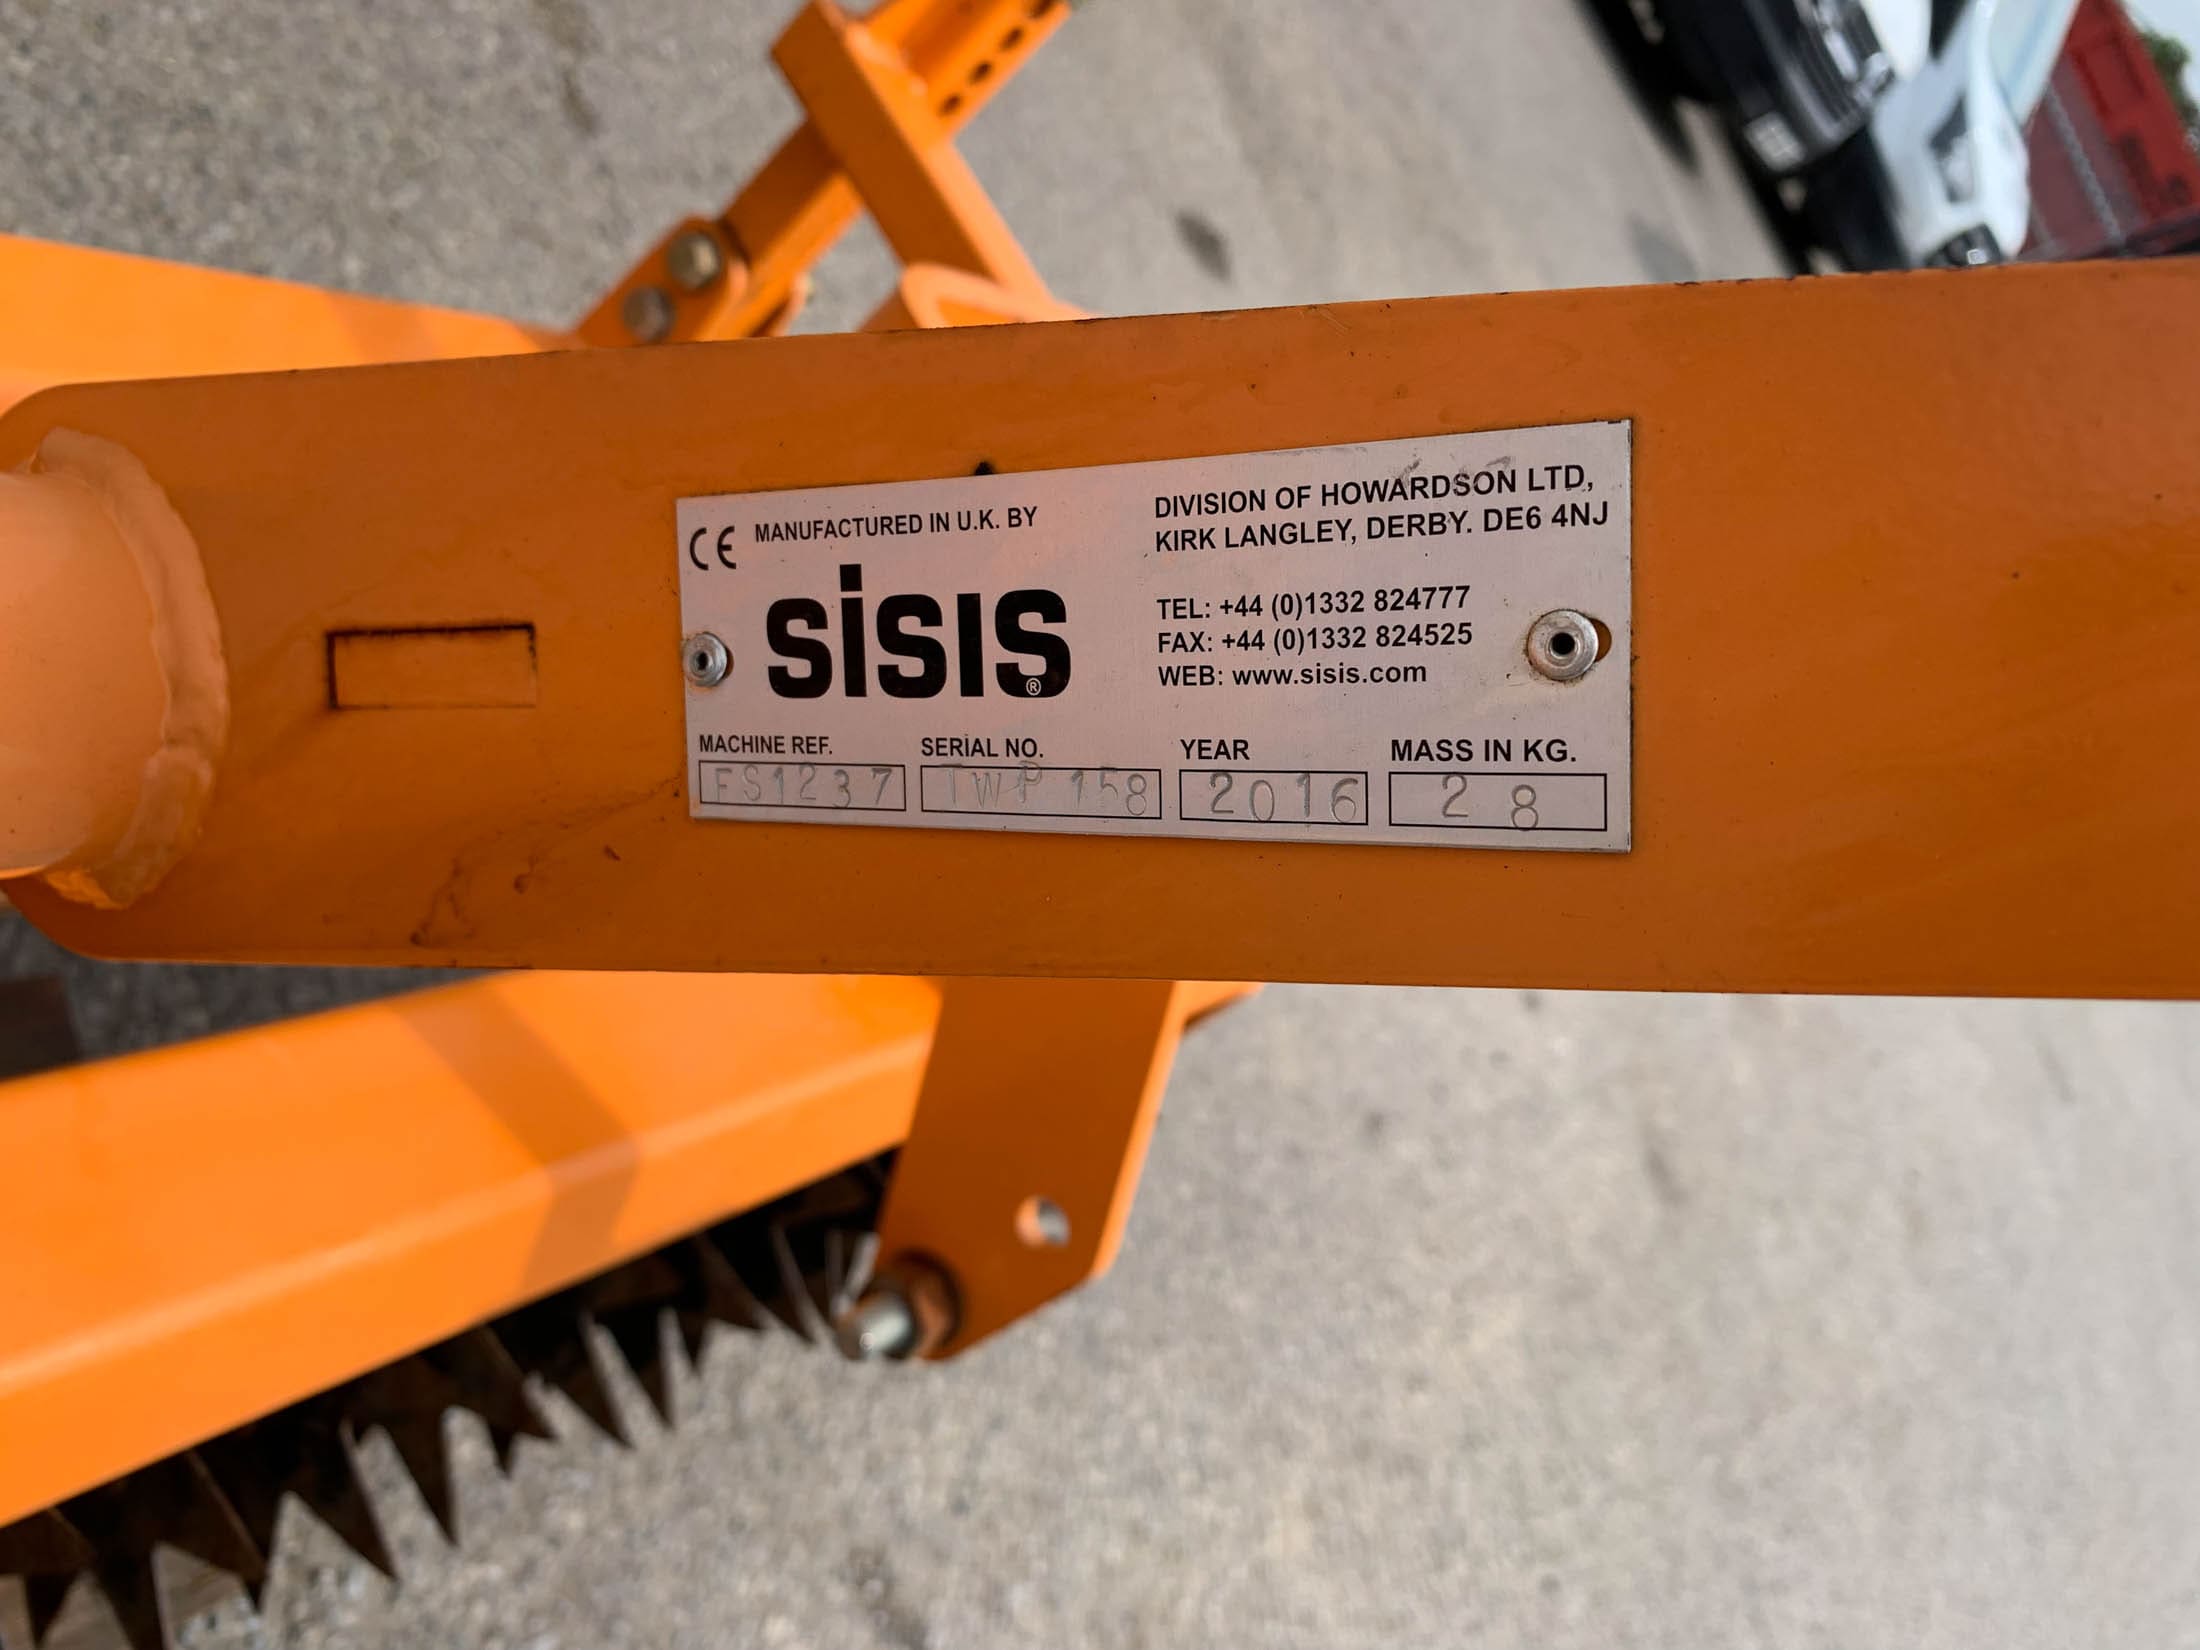 CE MANUFACTURED IN U.K. BY
sisis®
DIVISION OF HOWARDSON LTD,
KIRK LANGLEY, DERBY. DE6 4NJ
TEL: +44 (0)1332 824777
FAX: +44 (0)1332 824525
WEB: www.sisis.com
MACHINE REF. SERIAL NO. YEAR MASS IN KG.
FS1237 TWP 158 2016 28